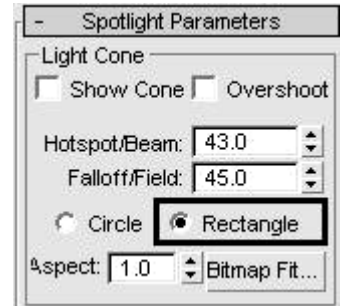 - Spotlight Parameters
Light Cone
Show Cone Overshoot
Hotspot/Beam: 43.0
Falloff/Field: 45.0
Circle Rectangle
Aspect: 1.0 Bitmap Fit...